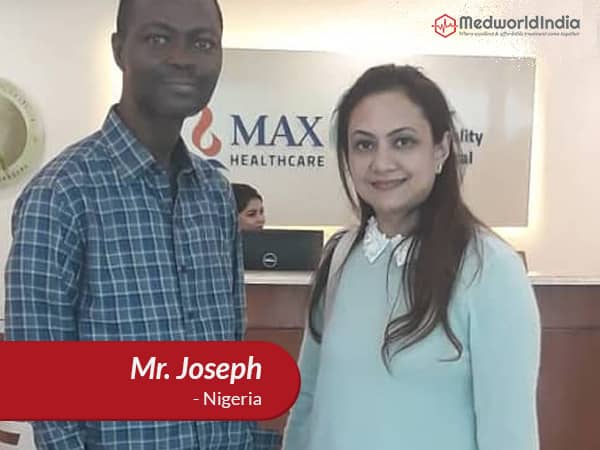 MedworldIndia
Where excellent & affordable treatment come together
MAX
HEALTHCARE
ality
al
DELL
Mr. Joseph
- Nigeria